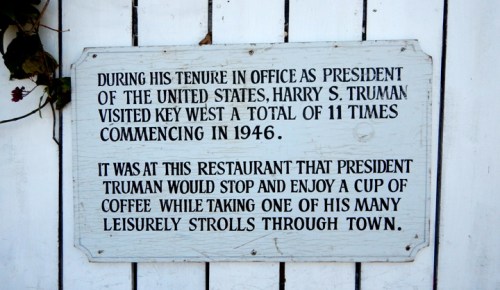 DURING HIS TENURE IN OFFICE AS PRESIDENT
OF THE UNITED STATES, HARRY S. TRUMAN
VISITED KEY WEST A TOTAL OF 11 TIMES
COMMENCING IN 1946.
IT WAS AT THIS RESTAURANT THAT PRESIDENT
TRUMAN WOULD STOP AND ENJOY A CUP OF
COFFEE WHILE TAKING ONE OF HIS MANY
LEISURELY STROLLS THROUGH TOWN.